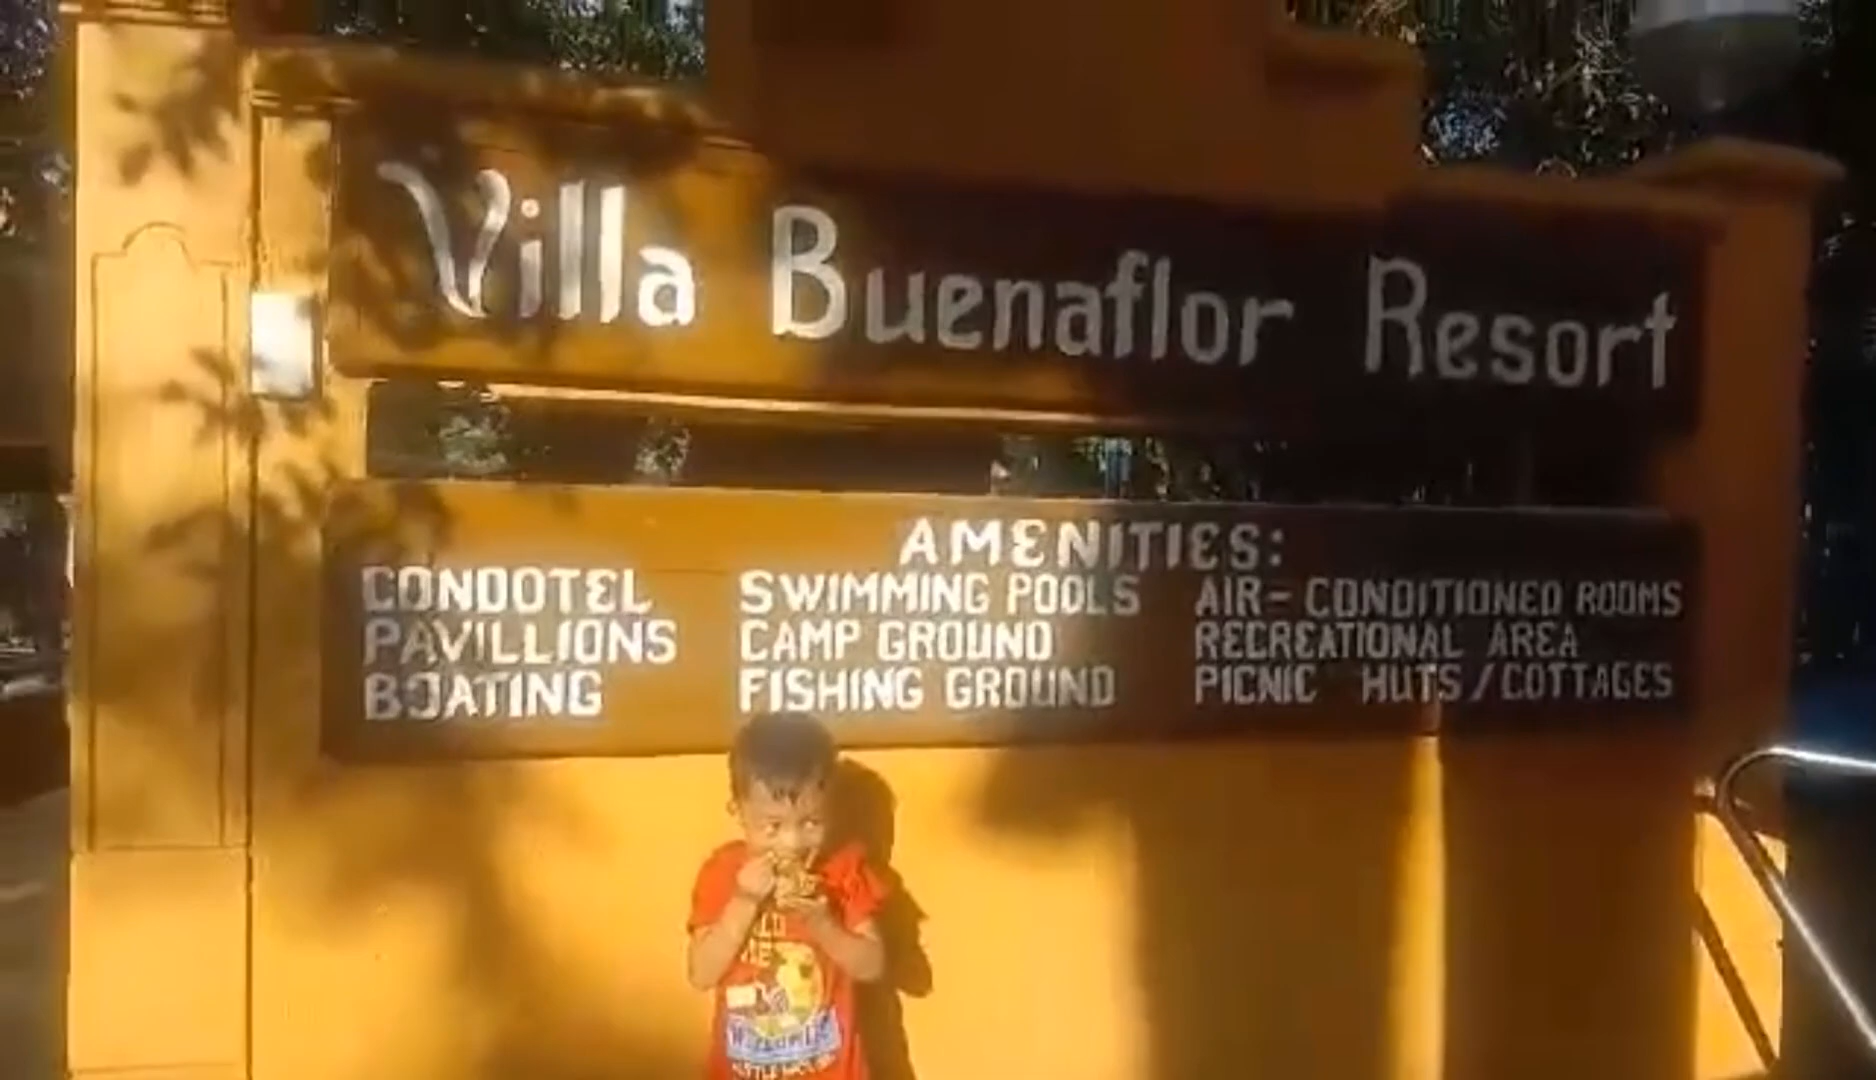 Villa Buenaflor Resort
AMENITIES:
CONDOTEL
PAVILLIONS
BOATING
SWIMMING POOLS
CAMP GROUND
FISHING GROUND
AIR-CONDITIONED ROOMS
RECREATIONAL AREA
PICNIC HUTS/COTTAGES